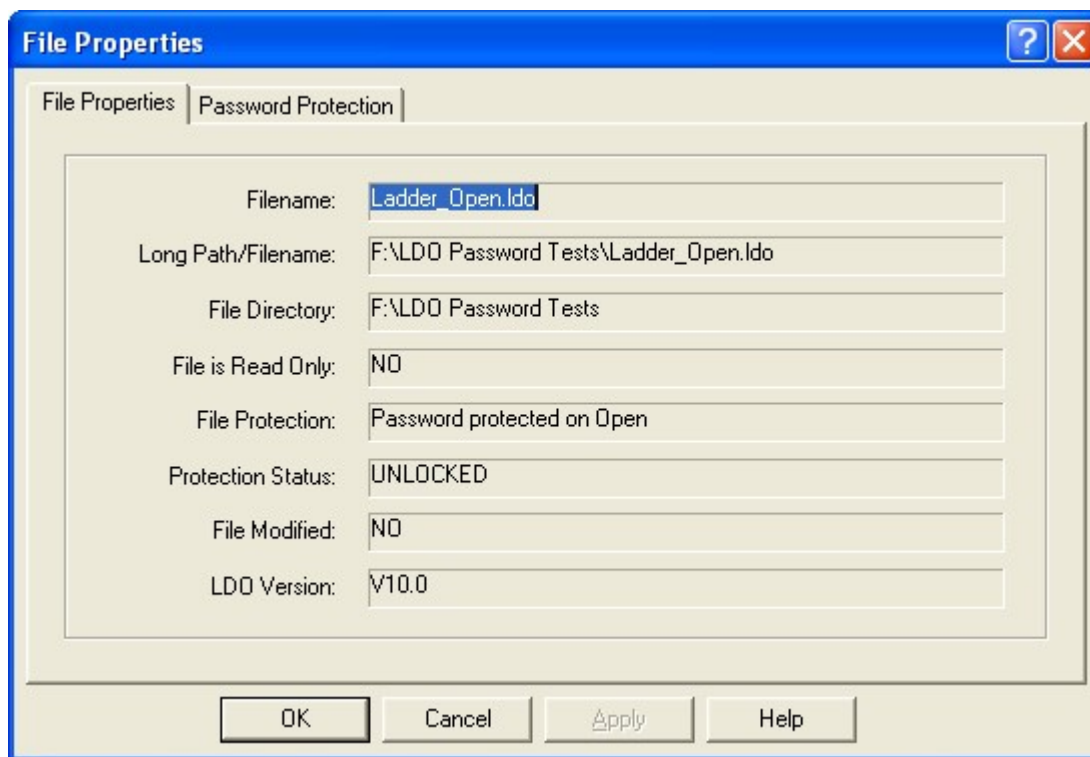 File Properties
File Properties Password Protection
Filename: Ladder_Open.ldo
Long Path/Filename: F:\LDO Password Tests\Ladder_Open.ldo
File Directory: F:\LDO Password Tests
File is Read Only: NO
File Protection: Password protected on Open
Protection Status: UNLOCKED
File Modified: NO
LDO Version: V10.0
OK Cancel Apply Help